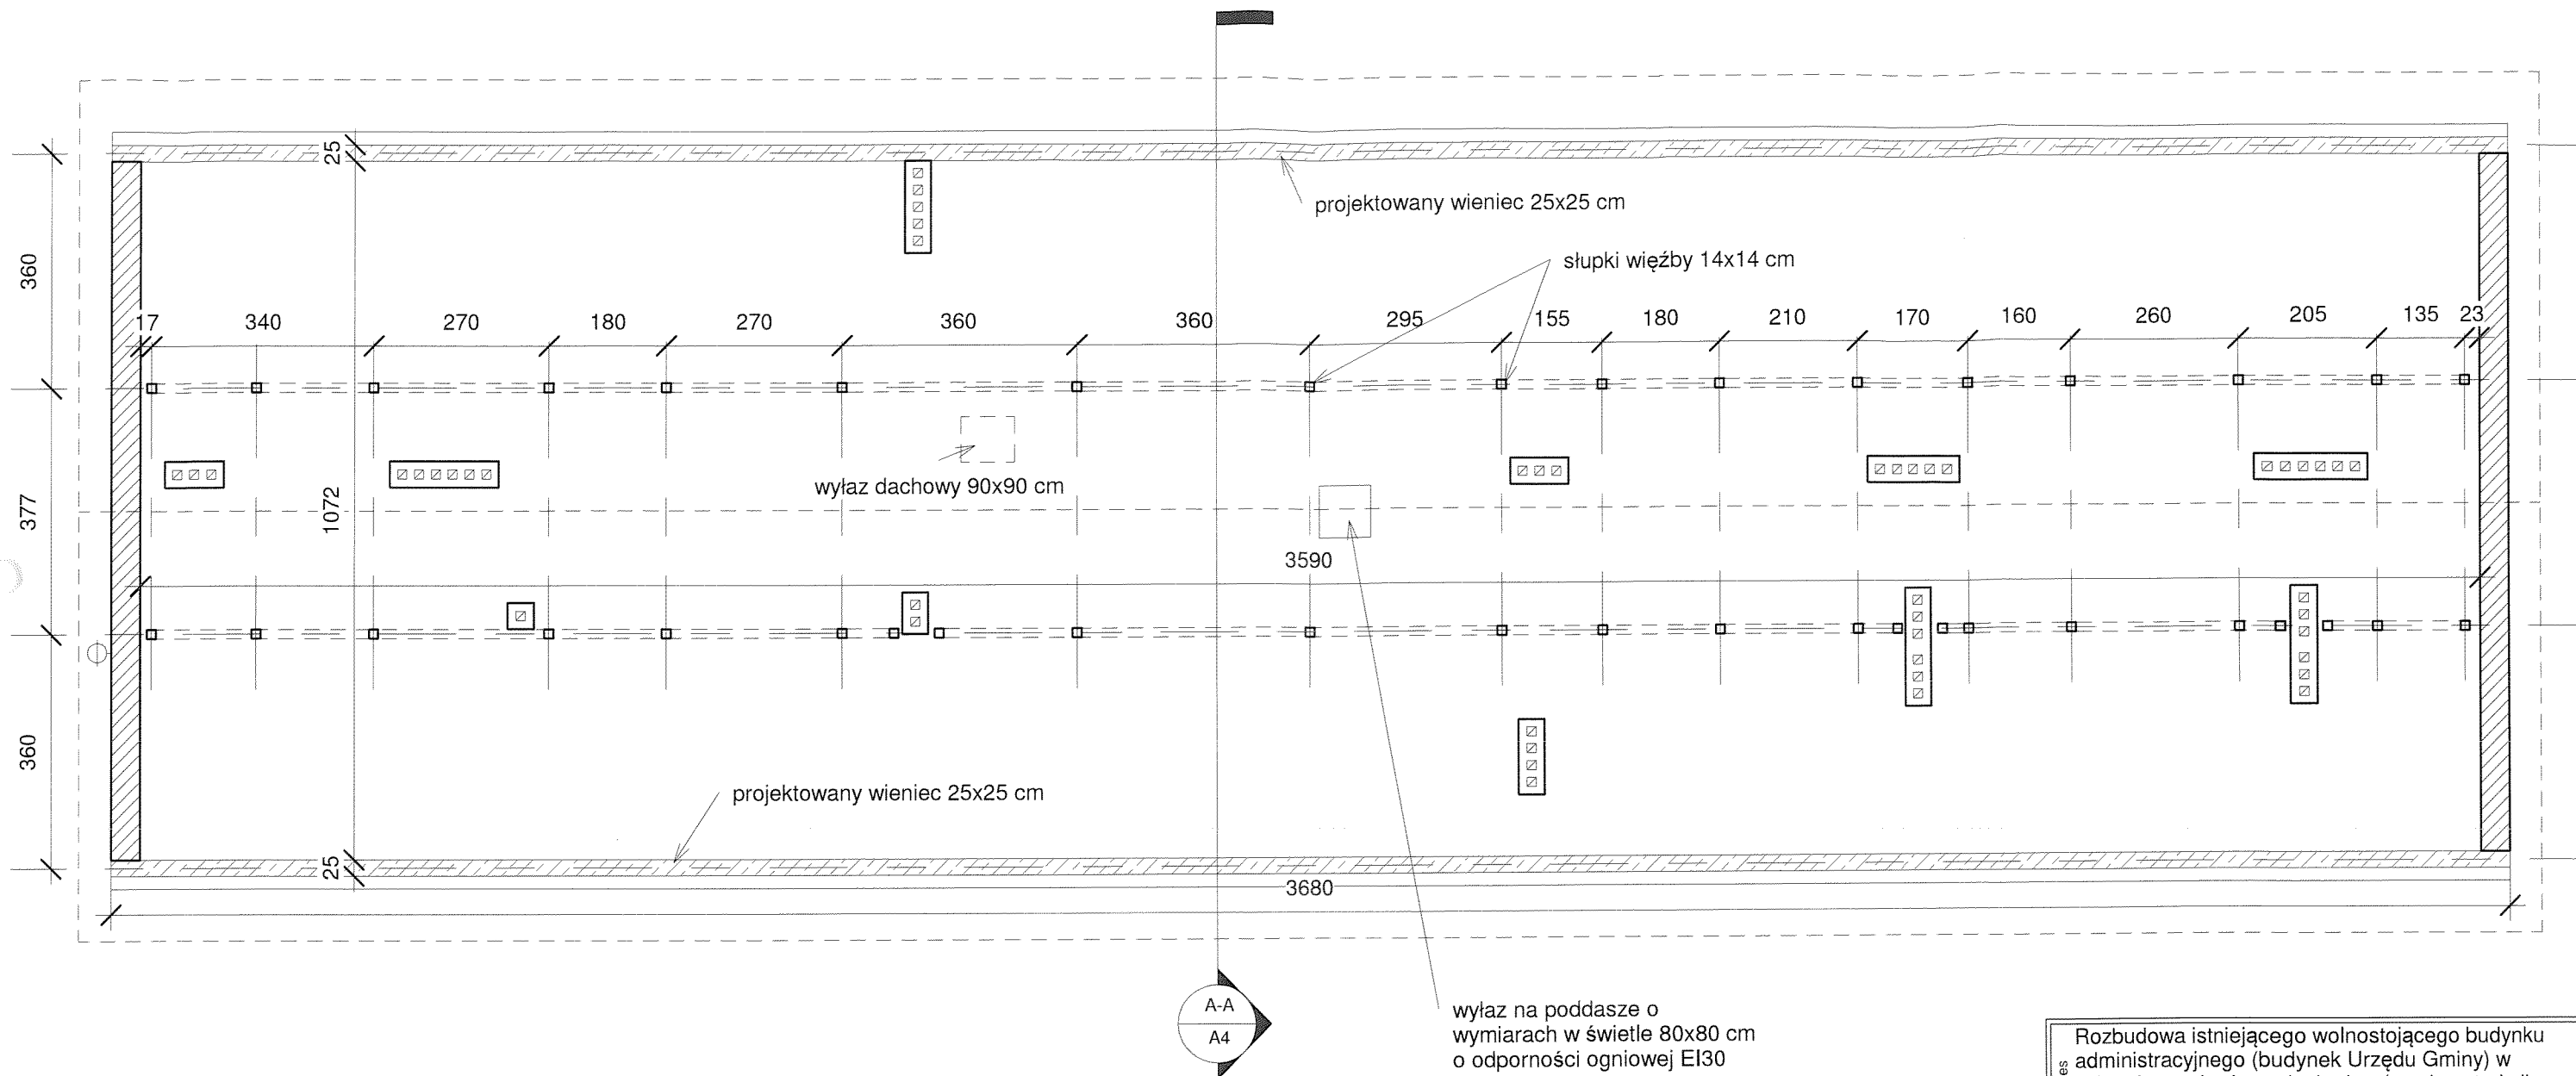 25
projektowany wieniec 25x25 cm
360
słupki więźby 14x14 cm
17
340
270
180
270
360
360
295
155
180
210
170
160
260
205
135
23
wyłaz dachowy 90x90 cm
377
1072
3590
360
projektowany wieniec 25x25 cm
25
3680
A-A
A4
wyłaz na poddasze o
wymiarach w świetle 80x80 cm
o odporności ogniowej EI30
Rozbudowa istniejącego wolnostojącego budynku
administracyjnego (budynek Urzędu Gminy) w